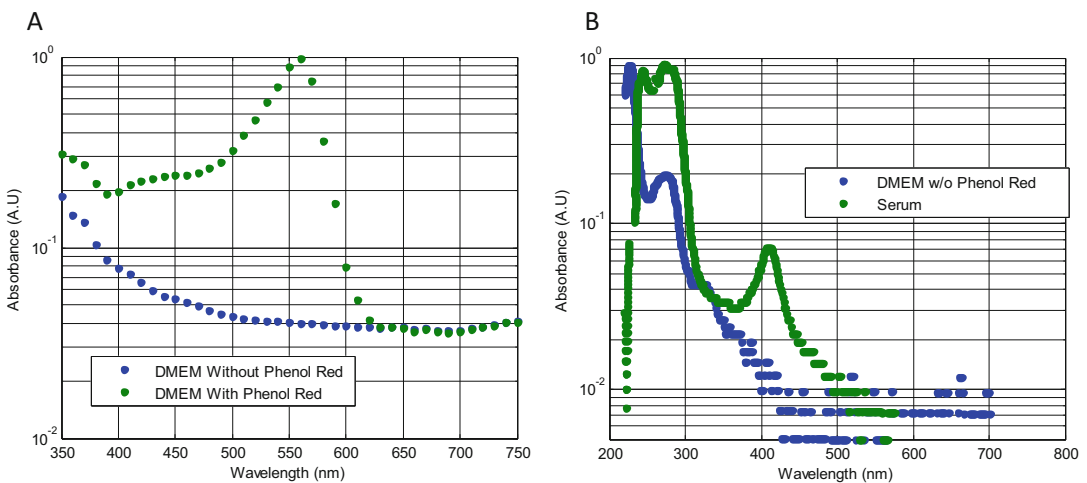 A
B
Absorbance (A.U)
10^0
10^-1
10^-2
DMEM Without Phenol Red
DMEM With Phenol Red
350 400 450 500 550 600 650 700 750
Wavelength (nm)
Absorbance (A.U)
10^0
10^-1
10^-2
DMEM w/o Phenol Red
Serum
200 300 400 500 600 700 800
Wavelength (nm)